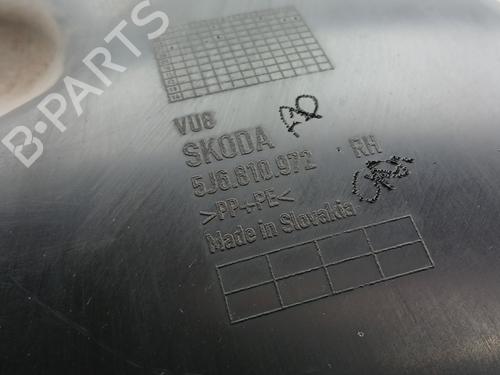 B-PARTS
VU8
SKODA
5J6.810.972 RH
>PP+PE<
Made in Slovakia